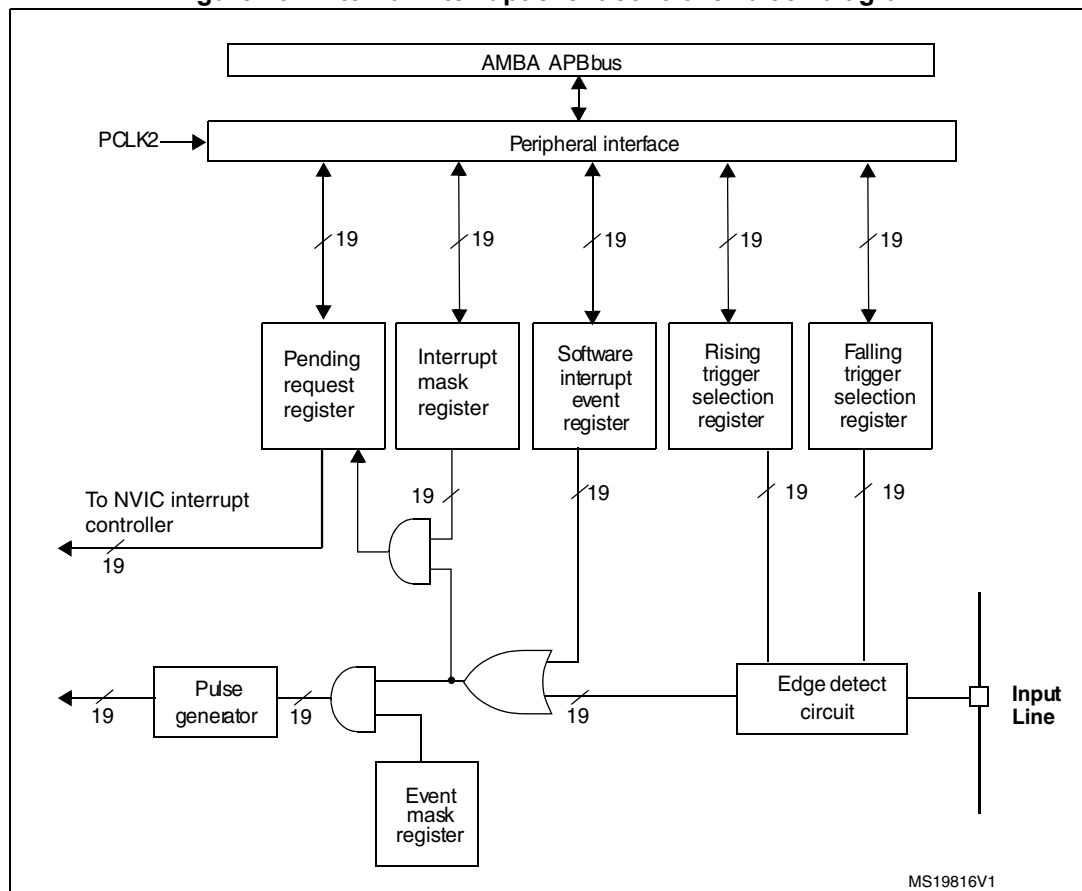 AMBA APB bus
PCLK2
Peripheral interface
19
19
19
19
19
Pending
request
register
Interrupt
mask
register
Software
interrupt
event
register
Rising
trigger
selection
register
Falling
trigger
selection
register
To NVIC interrupt
controller
19
19
19
19
19
Pulse
generator
19
19
19
Edge detect
circuit
Input
Line
Event
mask
register
MS19816V1